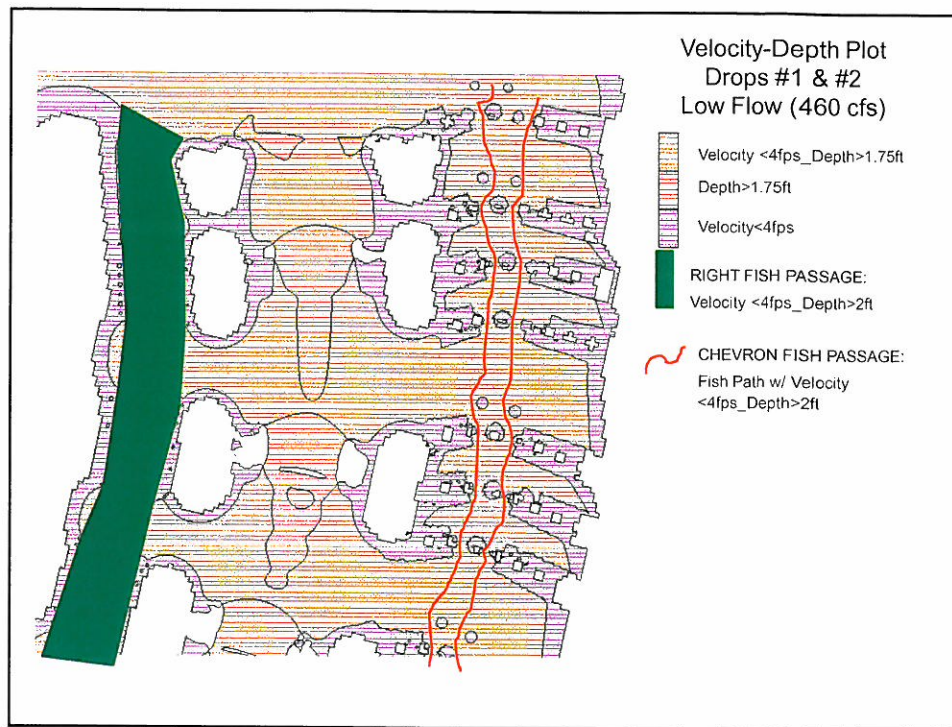 Velocity-Depth Plot
Drops #1 & #2
Low Flow (460 cfs)
Velocity <4fps_Depth>1.75ft
Depth>1.75ft
Velocity<4fps
RIGHT FISH PASSAGE:
Velocity <4fps_Depth>2ft
CHEVRON FISH PASSAGE:
Fish Path w/ Velocity
<4fps_Depth>2ft